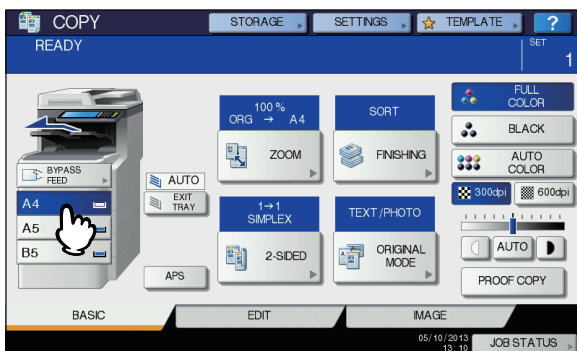 COPY
STORAGE
SETTINGS
TEMPLATE
?
READY
SET
1
100 %
ORG → A4
ZOOM
SORT
FINISHING
FULL
COLOR
BLACK
AUTO
COLOR
300dpi
600dpi
BYPASS
FEED
AUTO
EXIT
TRAY
A4
A5
B5
APS
1→1
SIMPLEX
2-SIDED
TEXT/PHOTO
ORIGINAL
MODE
AUTO
PROOF COPY
BASIC
EDIT
IMAGE
05/10/2013
13:10
JOB STATUS